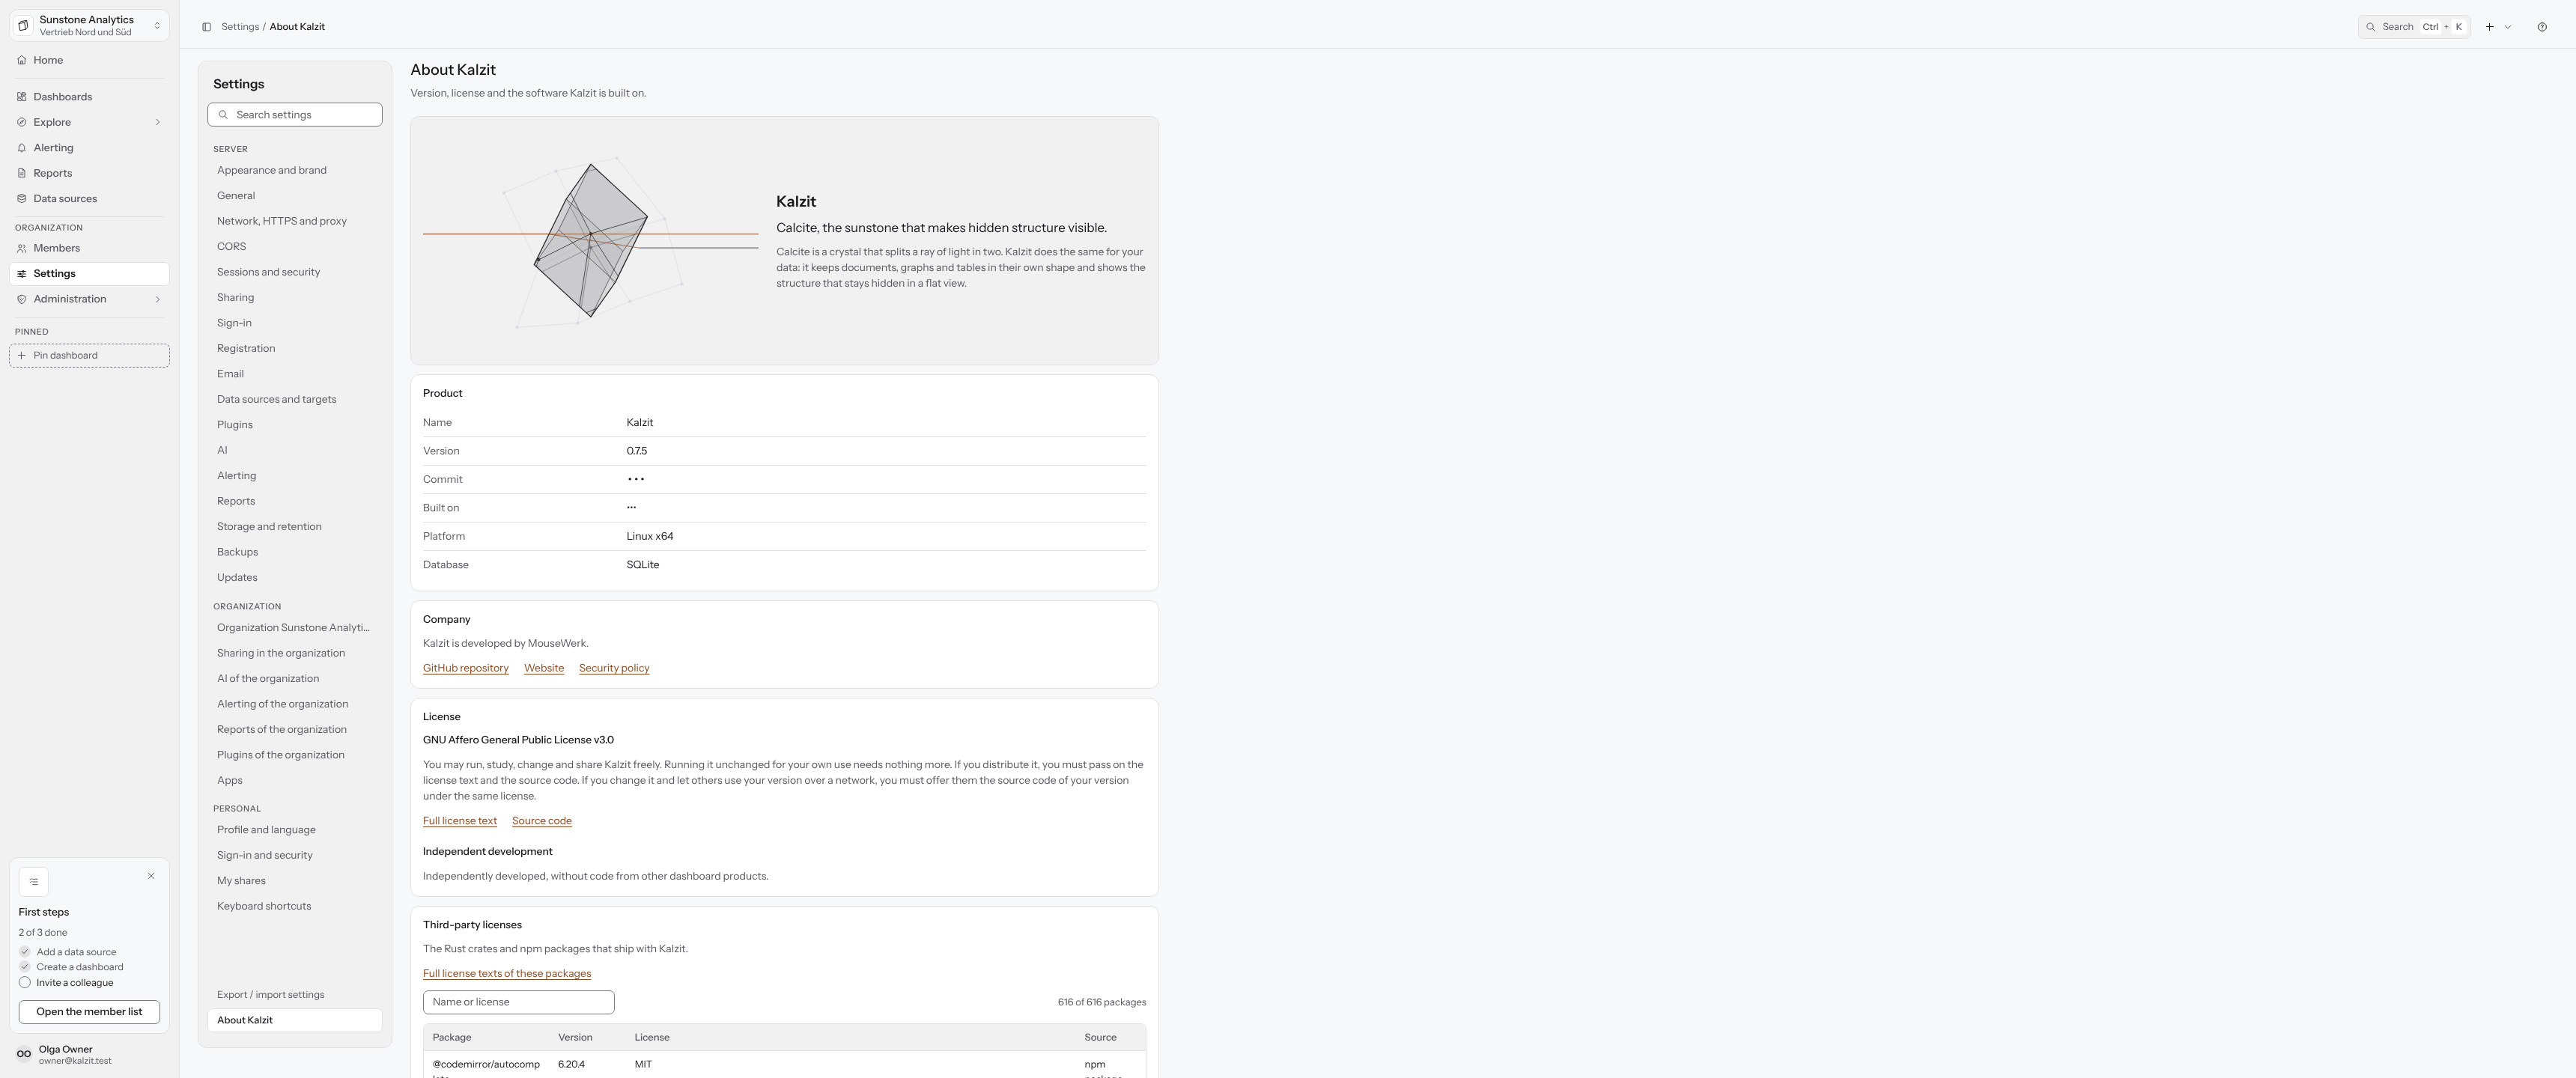 Sunstone Analytics
Vertrieb Nord und Süd
Home
Dashboards
Explore
Alerting
Reports
Data sources
ORGANIZATION
Members
Settings
Administration
PINNED
Pin dashboard
First steps
2 of 3 done
Add a data source
Create a dashboard
Invite a colleague
Open the member list
OO
Olga Owner
owner@kalzit.test
Settings / About Kalzit
Search Ctrl + K
Settings
Search settings
SERVER
Appearance and brand
General
Network, HTTPS and proxy
CORS
Sessions and security
Sharing
Sign-in
Registration
Email
Data sources and targets
Plugins
AI
Alerting
Reports
Storage and retention
Backups
Updates
ORGANIZATION
Organization Sunstone Analyti...
Sharing in the organization
AI of the organization
Alerting of the organization
Reports of the organization
Plugins of the organization
Apps
PERSONAL
Profile and language
Sign-in and security
My shares
Keyboard shortcuts
Export / import settings
About Kalzit
About Kalzit
Version, license and the software Kalzit is built on.
Kalzit
Calcite, the sunstone that makes hidden structure visible.
Calcite is a crystal that splits a ray of light in two. Kalzit does the same for your
data: it keeps documents, graphs and tables in their own shape and shows the
structure that stays hidden in a flat view.
Product
Name Kalzit
Version 0.7.5
Commit •••
Built on •••
Platform Linux x64
Database SQLite
Company
Kalzit is developed by MouseWerk.
GitHub repository Website Security policy
License
GNU Affero General Public License v3.0
You may run, study, change and share Kalzit freely. Running it unchanged for your own use needs nothing more. If you distribute it, you must pass on the
license text and the source code. If you change it and let others use your version over a network, you must offer them the source code of your version
under the same license.
Full license text Source code
Independent development
Independently developed, without code from other dashboard products.
Third-party licenses
The Rust crates and npm packages that ship with Kalzit.
Full license texts of these packages
Name or license 616 of 616 packages
Package Version License Source
@codemirror/autocomp 6.20.4 MIT npm